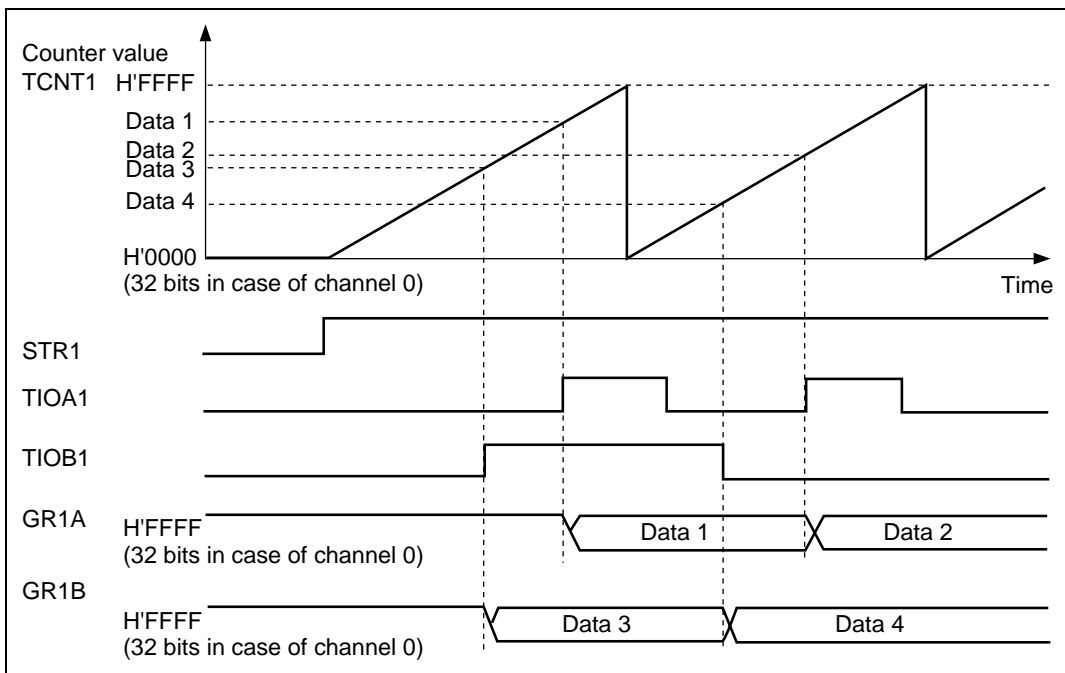 Counter value
TCNT1 H'FFFF
Data 1
Data 2
Data 3
Data 4
H'0000
(32 bits in case of channel 0)
Time
STR1
TIOA1
TIOB1
GR1A
H'FFFF
Data 1 Data 2
(32 bits in case of channel 0)
GR1B
H'FFFF
Data 3 Data 4
(32 bits in case of channel 0)